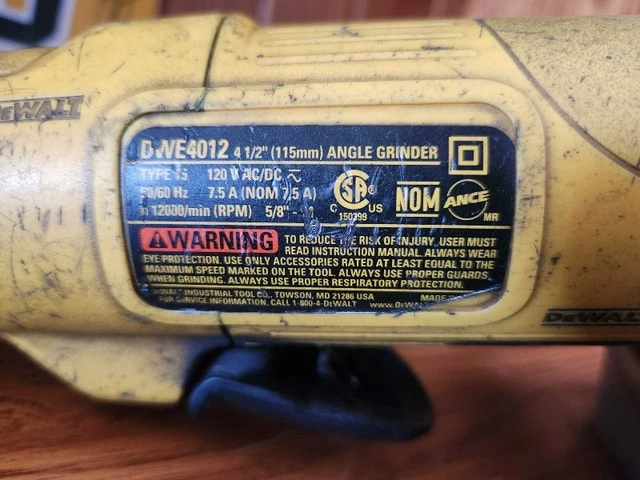 DEWALT
DWE4012 4 1/2" (115mm) ANGLE GRINDER
TYPE 15 120 V AC/DC
50/60 Hz 7.5 A (NOM 7,5 A)
n 12000/min (RPM) 5/8" -
CSA
C US
150399
NOM
ANCE
MR
WARNING TO REDUCE THE RISK OF INJURY, USER MUST
READ INSTRUCTION MANUAL. ALWAYS WEAR
EYE PROTECTION. USE ONLY ACCESSORIES RATED AT LEAST EQUAL TO THE
MAXIMUM SPEED MARKED ON THE TOOL. ALWAYS USE PROPER GUARDS,
WHEN GRINDING. ALWAYS USE PROPER RESPIRATORY PROTECTION.
DEWALT INDUSTRIAL TOOL CO., TOWSON, MD 21286 USA MADE
FOR SERVICE INFORMATION, CALL 1-800-4-DEWALT
DEWALT